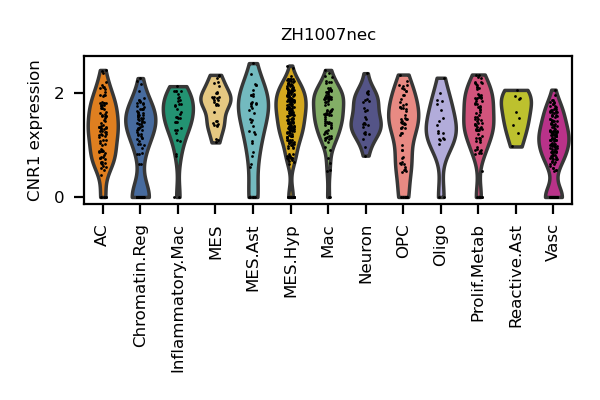 ZH1007nec
CNR1 expression
2
0
AC
Chromatin.Reg
Inflammatory.Mac
MES
MES.Ast
MES.Hyp
Mac
Neuron
OPC
Oligo
Prolif.Metab
Reactive.Ast
Vasc